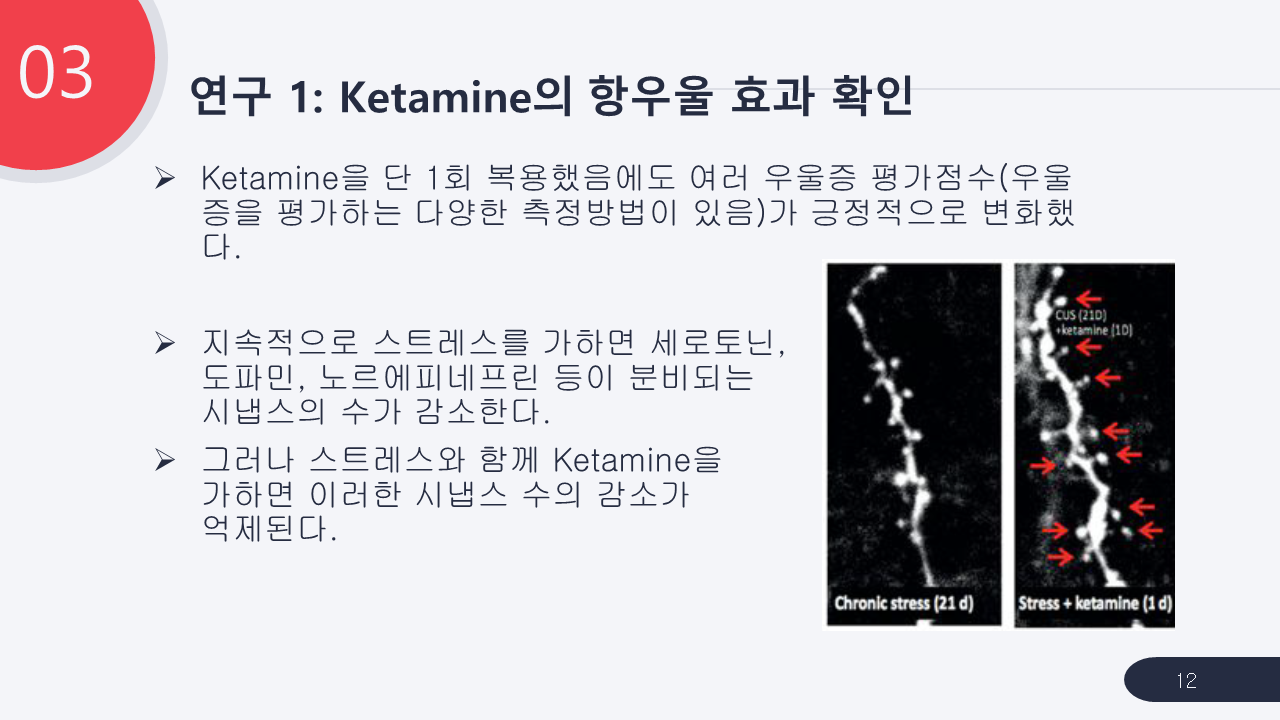 03
연구 1: Ketamine의 항우울 효과 확인
➢ Ketamine을 단 1회 복용했음에도 여러 우울증 평가점수(우울
증을 평가하는 다양한 측정방법이 있음)가 긍정적으로 변화했
다.
➢ 지속적으로 스트레스를 가하면 세로토닌,
도파민, 노르에피네프린 등이 분비되는
시냅스의 수가 감소한다.
➢ 그러나 스트레스와 함께 Ketamine을
가하면 이러한 시냅스 수의 감소가
억제된다.
CUS (21D)
+ketamine (1D)
Chronic stress (21 d)
Stress + ketamine (1 d)
12